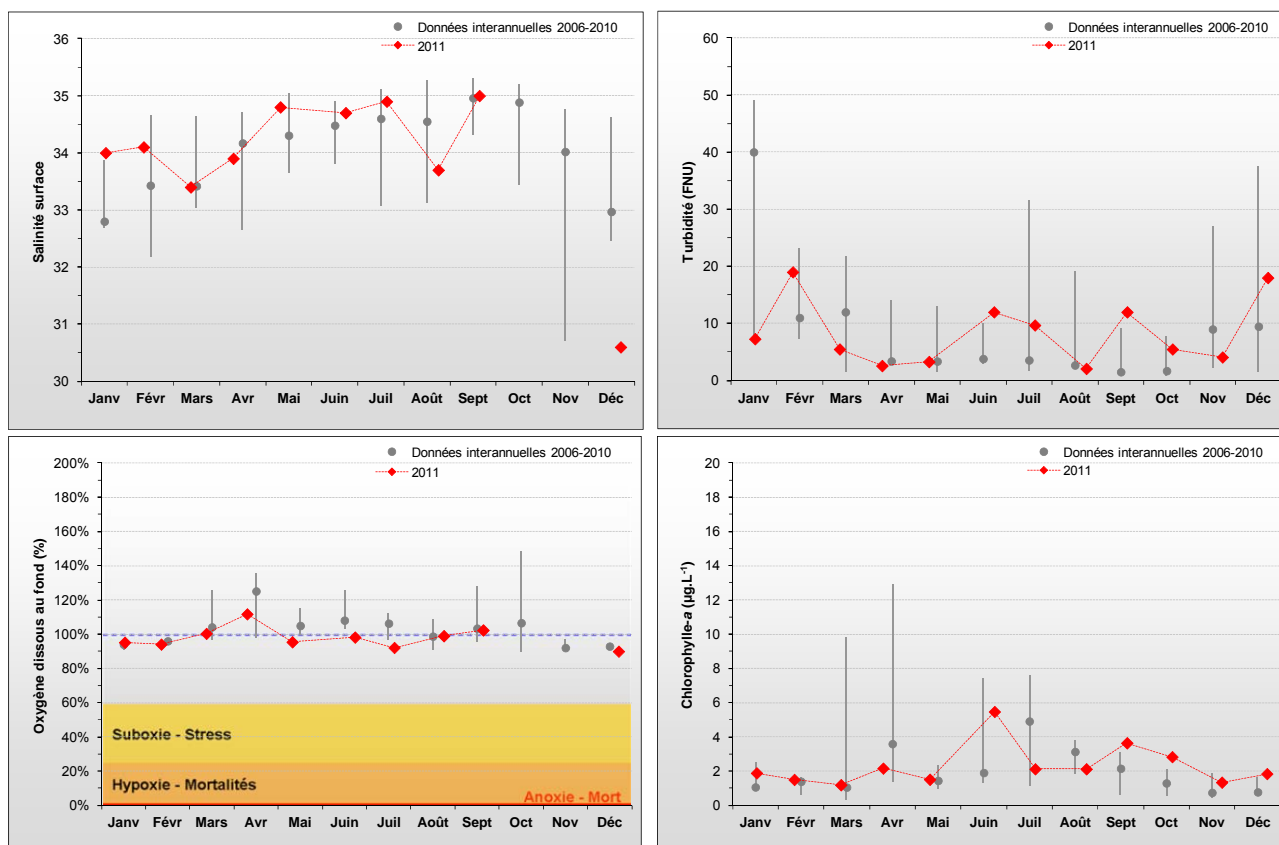 Données interannuelles 2006-2010
2011
Salinité surface
36
35
34
33
32
31
30
Janv Févr Mars Avr Mai Juin Juil Août Sept Oct Nov Déc
Données interannuelles 2006-2010
2011
Turbidité (FNU)
60
50
40
30
20
10
0
Janv Févr Mars Avr Mai Juin Juil Août Sept Oct Nov Déc
Données interannuelles 2006-2010
2011
Oxygène dissous au fond (%)
200%
180%
160%
140%
120%
100%
80%
60%
Suboxie - Stress
40%
20%
Hypoxie - Mortalités
Anoxie - Mort
0%
Janv Févr Mars Avr Mai Juin Juil Août Sept Oct Nov Déc
Données interannuelles 2006-2010
2011
Chlorophylle-a (µg.L⁻¹)
20
18
16
14
12
10
8
6
4
2
0
Janv Févr Mars Avr Mai Juin Juil Août Sept Oct Nov Déc